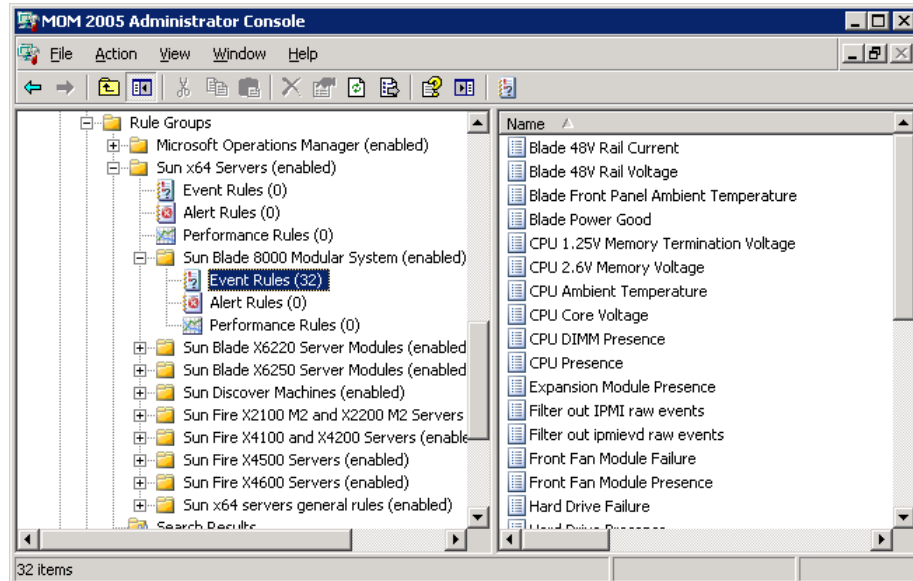 MOM 2005 Administrator Console
File Action View Window Help
Rule Groups
Microsoft Operations Manager (enabled)
Sun x64 Servers (enabled)
Event Rules (0)
Alert Rules (0)
Performance Rules (0)
Sun Blade 8000 Modular System (enabled)
Event Rules (32)
Alert Rules (0)
Performance Rules (0)
Sun Blade X6220 Server Modules (enabled
Sun Blade X6250 Server Modules (enabled
Sun Discover Machines (enabled)
Sun Fire X2100 M2 and X2200 M2 Servers
Sun Fire X4100 and X4200 Servers (enable
Sun Fire X4500 Servers (enabled)
Sun Fire X4600 Servers (enabled)
Sun x64 servers general rules (enabled)
Search Results
Name
Blade 48V Rail Current
Blade 48V Rail Voltage
Blade Front Panel Ambient Temperature
Blade Power Good
CPU 1.25V Memory Termination Voltage
CPU 2.6V Memory Voltage
CPU Ambient Temperature
CPU Core Voltage
CPU DIMM Presence
CPU Presence
Expansion Module Presence
Filter out IPMI raw events
Filter out ipmievd raw events
Front Fan Module Failure
Front Fan Module Presence
Hard Drive Failure
Hard Drive Presence
32 items